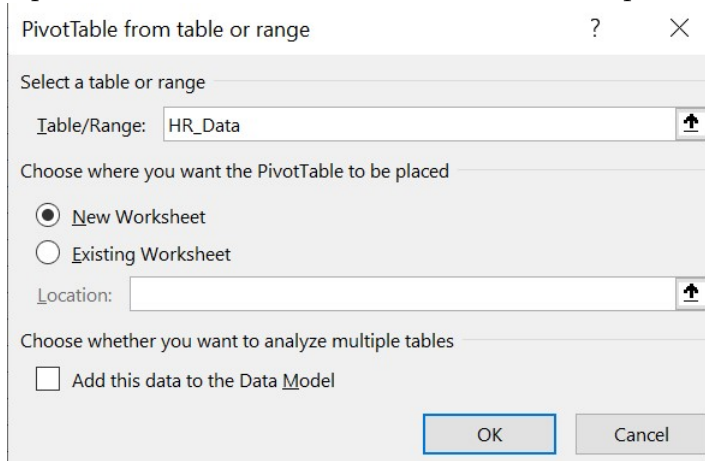 PivotTable from table or range ?
Select a table or range
Table/Range: HR_Data
Choose where you want the PivotTable to be placed
New Worksheet
Existing Worksheet
Location:
Choose whether you want to analyze multiple tables
Add this data to the Data Model
OK Cancel